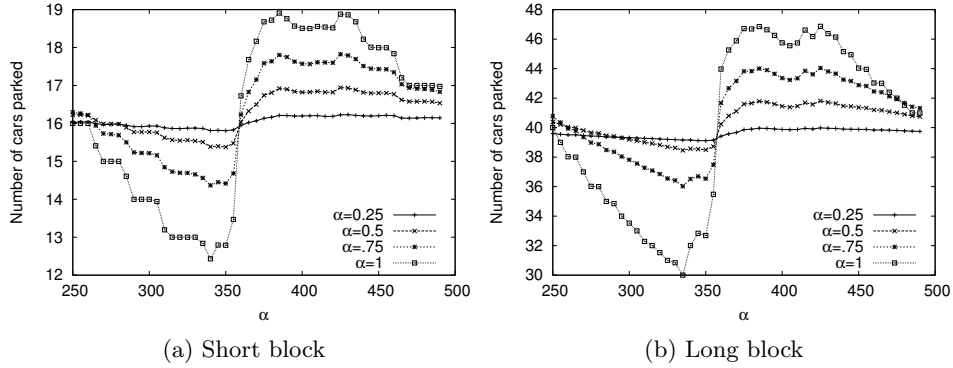 Number of cars parked
19
18
17
16
15
14
13
12
250 300 350 400 450 500
α
α=0.25
α=0.5
α=.75
α=1
(a) Short block
Number of cars parked
48
46
44
42
40
38
36
34
32
30
250 300 350 400 450 500
α
α=0.25
α=0.5
α=.75
α=1
(b) Long block